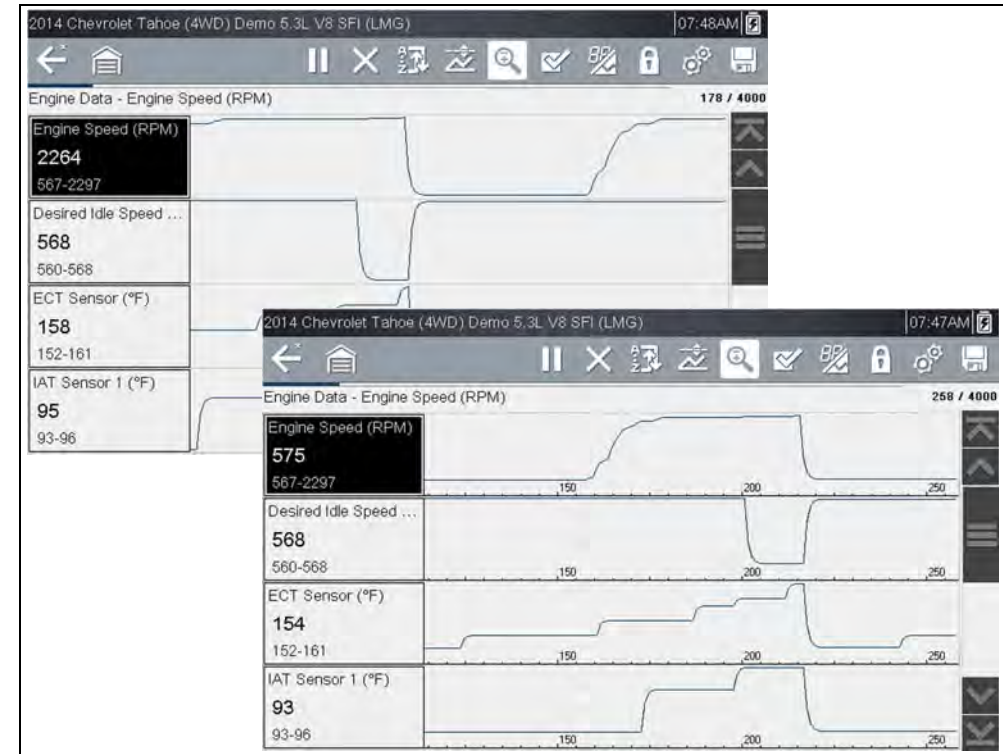 2014 Chevrolet Tahoe (4WD) Demo 5.3L V8 SFI (LMG) 07:48AM
Engine Data - Engine Speed (RPM) 178 / 4000
Engine Speed (RPM)
2264
567-2297
Desired Idle Speed ...
568
560-568
ECT Sensor (°F)
158
152-161
IAT Sensor 1 (°F)
95
93-96
2014 Chevrolet Tahoe (4WD) Demo 5.3L V8 SFI (LMG) 07:47AM
Engine Data - Engine Speed (RPM) 258 / 4000
Engine Speed (RPM)
575
567-2297
150 200 250
Desired Idle Speed ...
568
560-568
150 200 250
ECT Sensor (°F)
154
152-161
150 200 250
IAT Sensor 1 (°F)
93
93-96
150 200 250